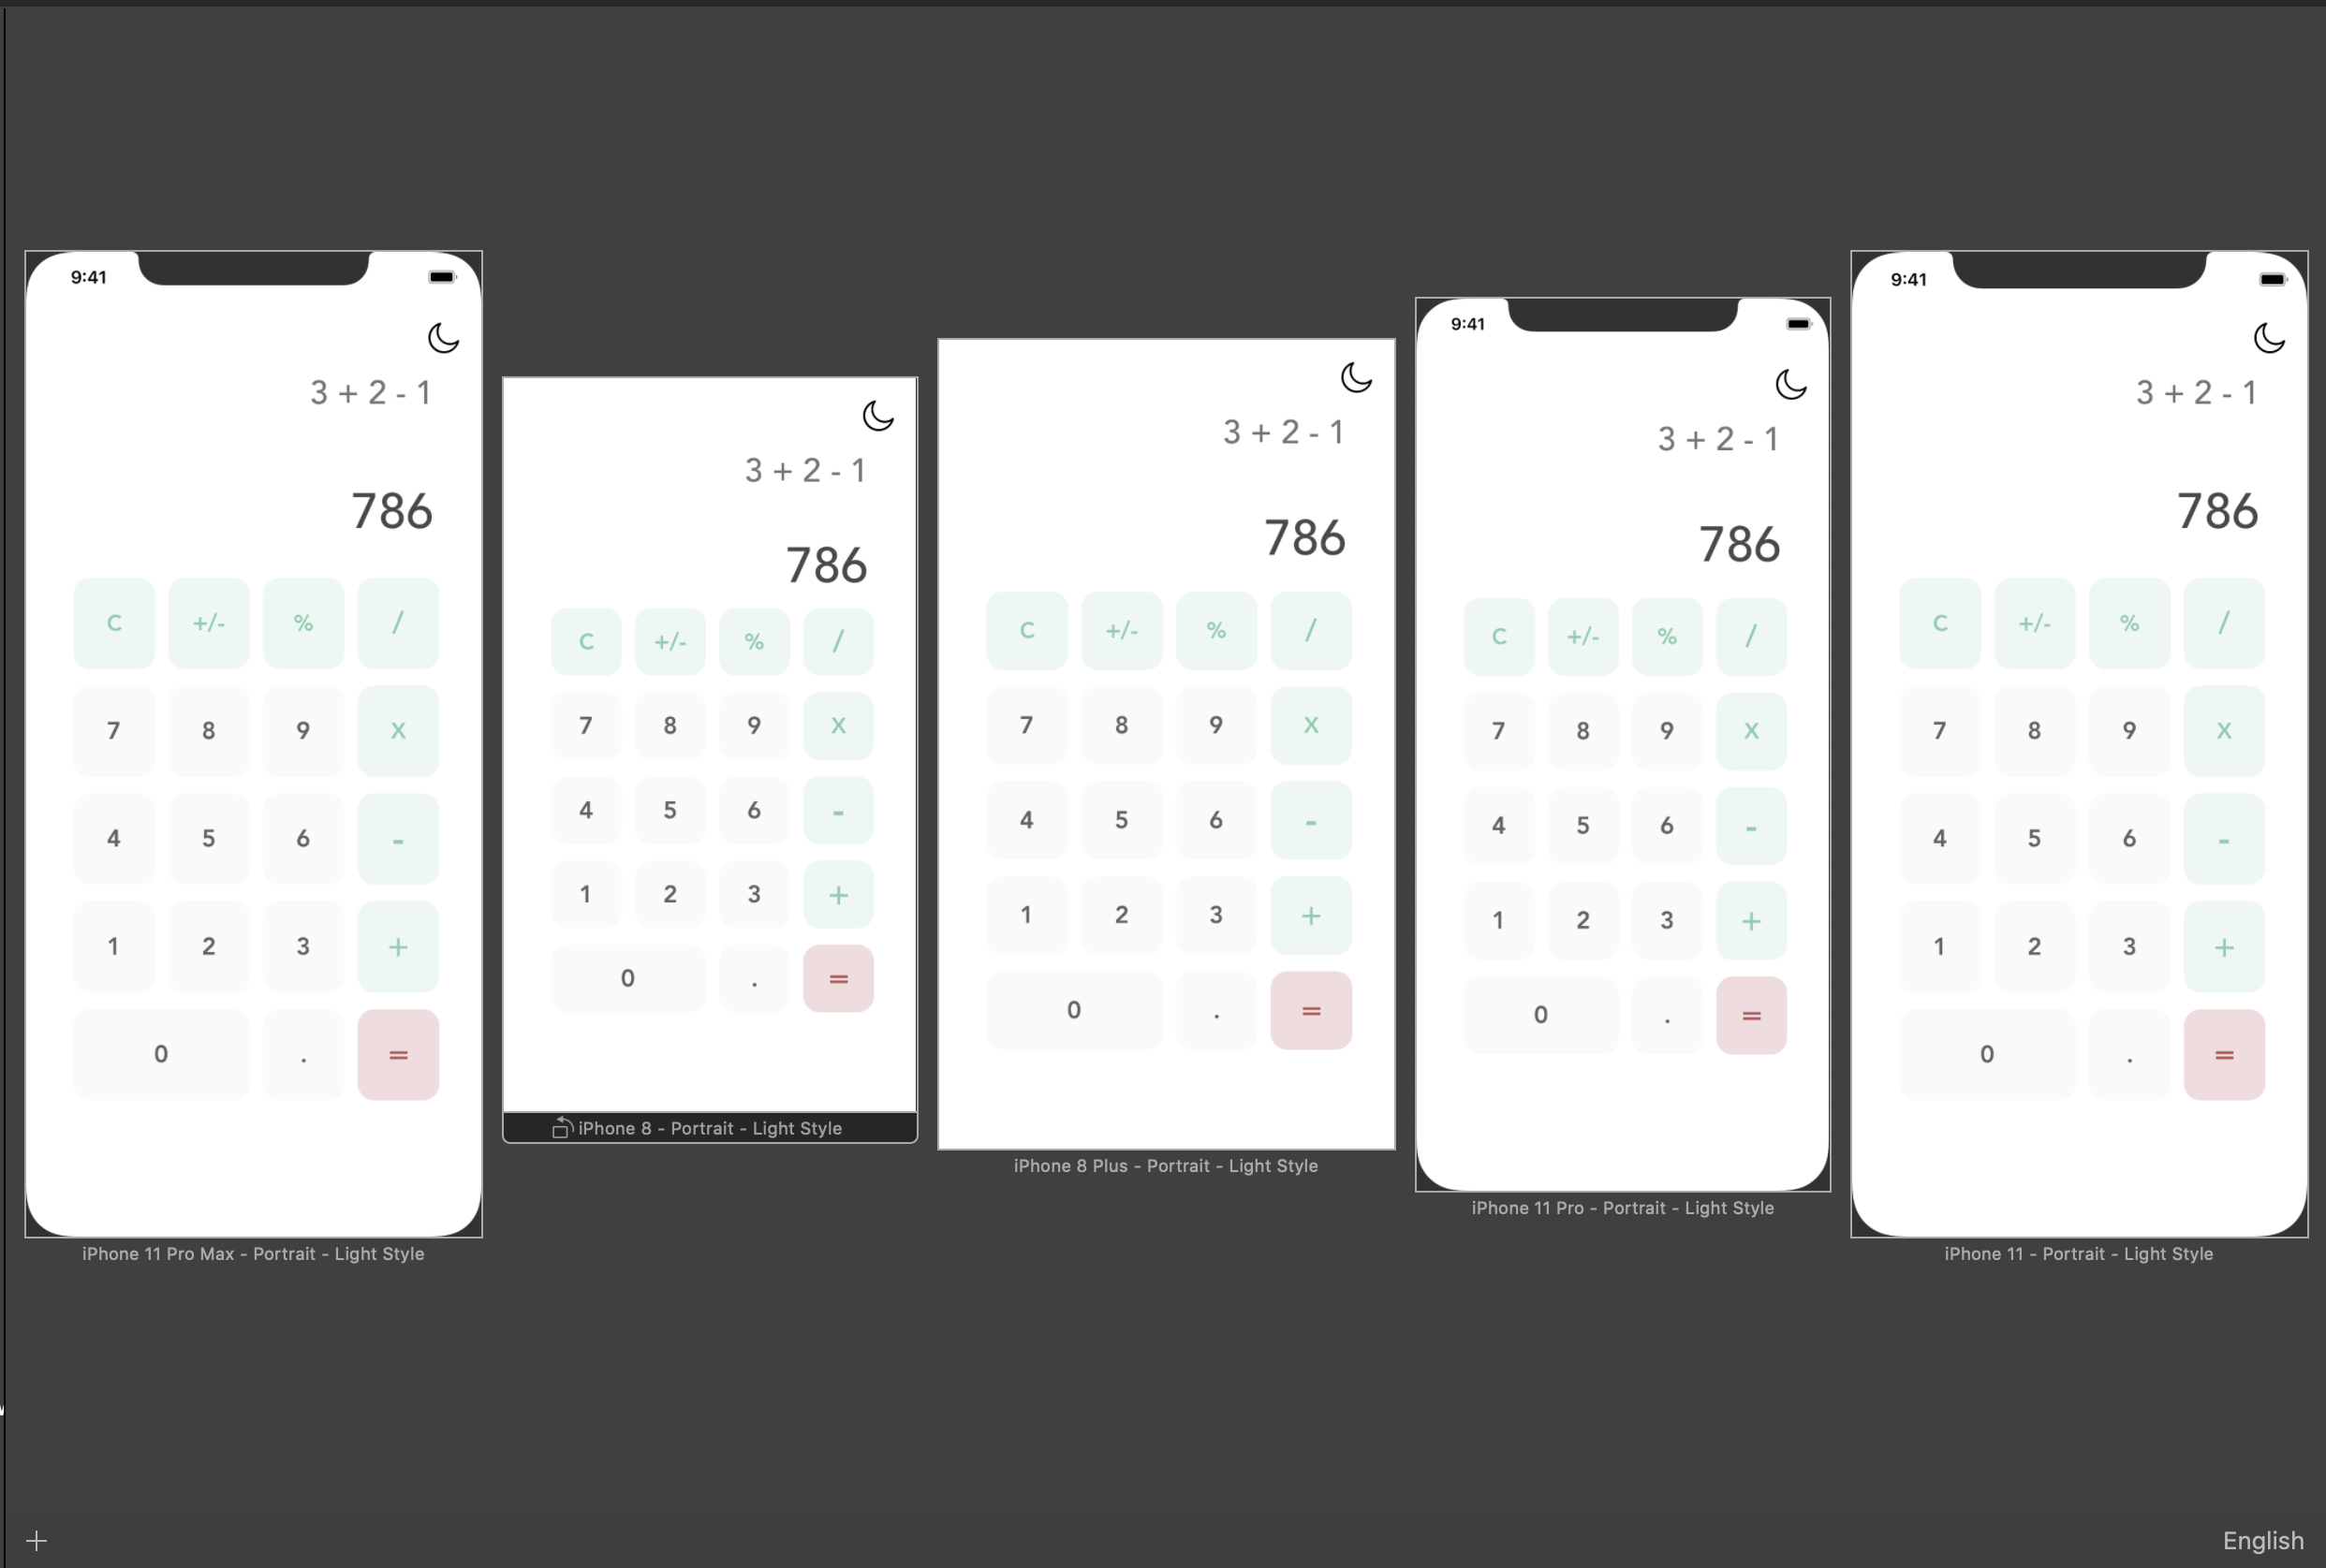 9:41
3 + 2 - 1
786
C +/- % /
7 8 9 X
4 5 6 -
1 2 3 +
0 . =
iPhone 11 Pro Max - Portrait - Light Style
3 + 2 - 1
786
C +/- % /
7 8 9 X
4 5 6 -
1 2 3 +
0 . =
iPhone 8 - Portrait - Light Style
3 + 2 - 1
786
C +/- % /
7 8 9 X
4 5 6 -
1 2 3 +
0 . =
iPhone 8 Plus - Portrait - Light Style
9:41
3 + 2 - 1
786
C +/- % /
7 8 9 X
4 5 6 -
1 2 3 +
0 . =
iPhone 11 Pro - Portrait - Light Style
9:41
3 + 2 - 1
786
C +/- % /
7 8 9 X
4 5 6 -
1 2 3 +
0 . =
iPhone 11 - Portrait - Light Style
English